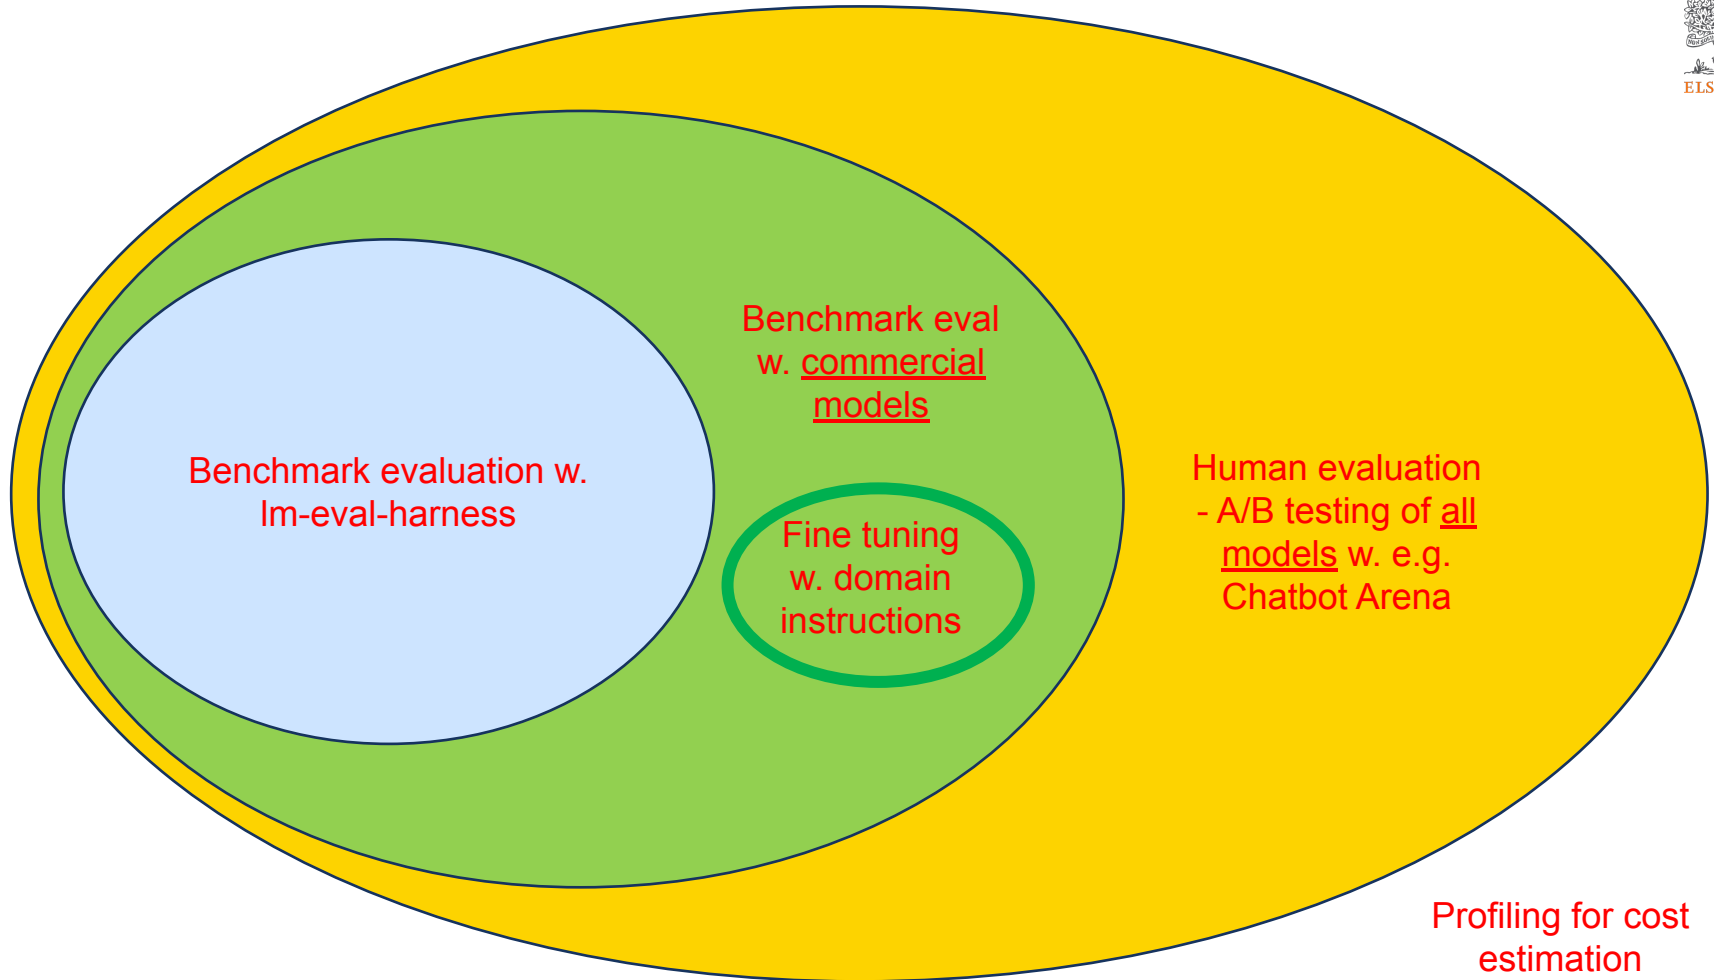 ELS
Benchmark eval
w. commercial
models
Benchmark evaluation w.
lm-eval-harness
Fine tuning
w. domain
instructions
Human evaluation
- A/B testing of all
models w. e.g.
Chatbot Arena
Profiling for cost
estimation